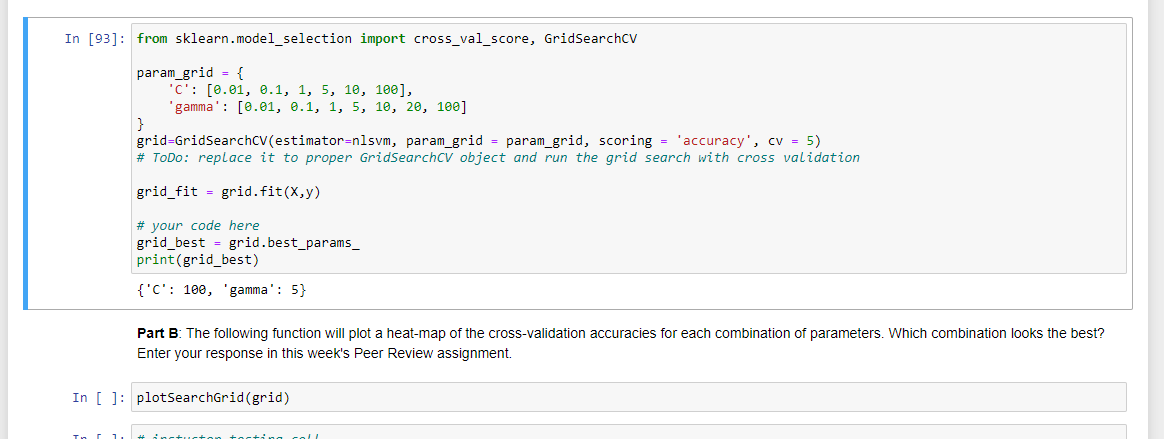 In [93]: from sklearn.model_selection import cross_val_score, GridSearchCV
param_grid = {
'C': [0.01, 0.1, 1, 5, 10, 100],
'gamma': [0.01, 0.1, 1, 5, 10, 20, 100]
}
grid=GridSearchCV(estimator=nlsvm, param_grid = param_grid, scoring = 'accuracy', cv = 5)
# ToDo: replace it to proper GridSearchCV object and run the grid search with cross validation
grid_fit = grid.fit(X,y)
# your code here
grid_best = grid.best_params_
print(grid_best)
{'C': 100, 'gamma': 5}
Part B: The following function will plot a heat-map of the cross-validation accuracies for each combination of parameters. Which combination looks the best?
Enter your response in this week's Peer Review assignment.
In [ ]: plotSearchGrid(grid)
In [ ]: # instuctor testing cell